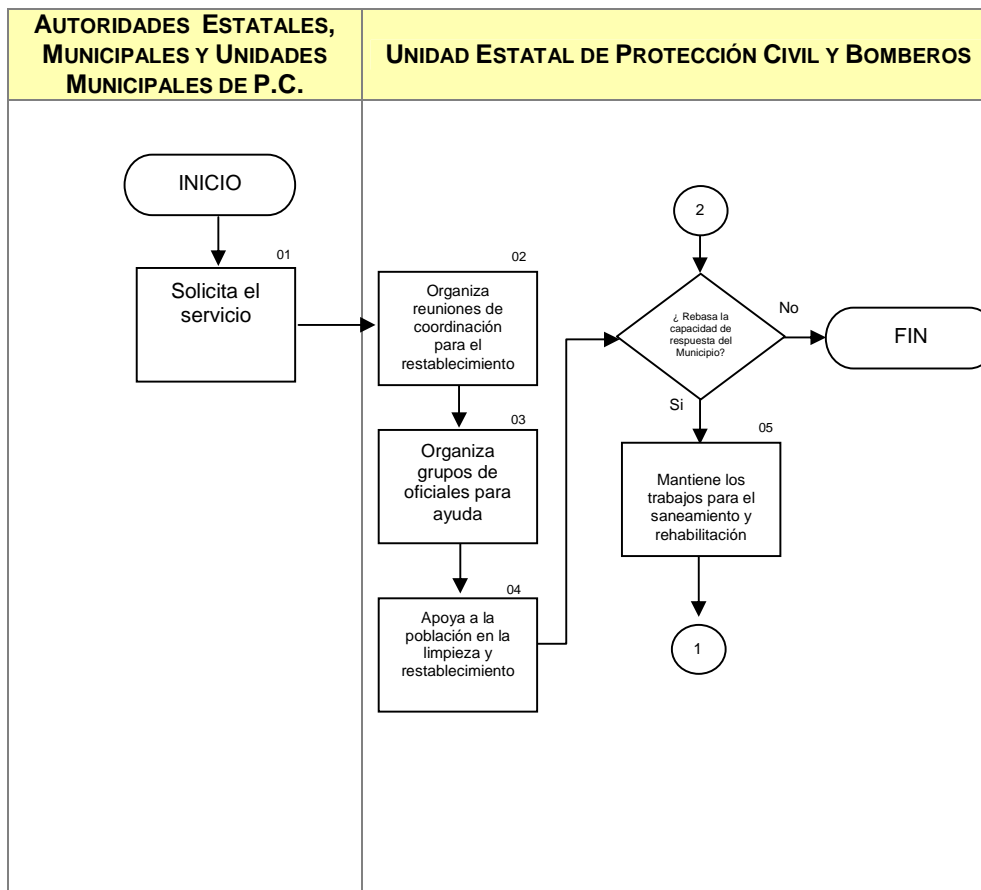 AUTORIDADES ESTATALES,
MUNICIPALES Y UNIDADES
MUNICIPALES DE P.C.
UNIDAD ESTATAL DE PROTECCIÓN CIVIL Y BOMBEROS
INICIO
01
Solicita el
servicio
02
Organiza
reuniones de
coordinación
para el
restablecimiento
03
Organiza
grupos de
oficiales para
ayuda
04
Apoya a la
población en la
limpieza y
restablecimiento
2
¿ Rebasa la
capacidad de
respuesta del
Municipio?
No
FIN
Si
05
Mantiene los
trabajos para el
saneamiento y
rehabilitación
1